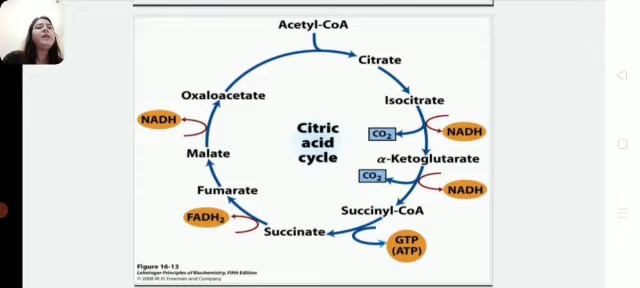 Acetyl-CoA
Citrate
Isocitrate
CO2
NADH
α-Ketoglutarate
CO2
NADH
Succinyl-CoA
GTP
(ATP)
Succinate
FADH2
Fumarate
Malate
NADH
Oxaloacetate
Citric
acid
cycle
Figure 16-13
Lehninger Principles of Biochemistry, Fifth Edition
© 2008 W.H. Freeman and Company